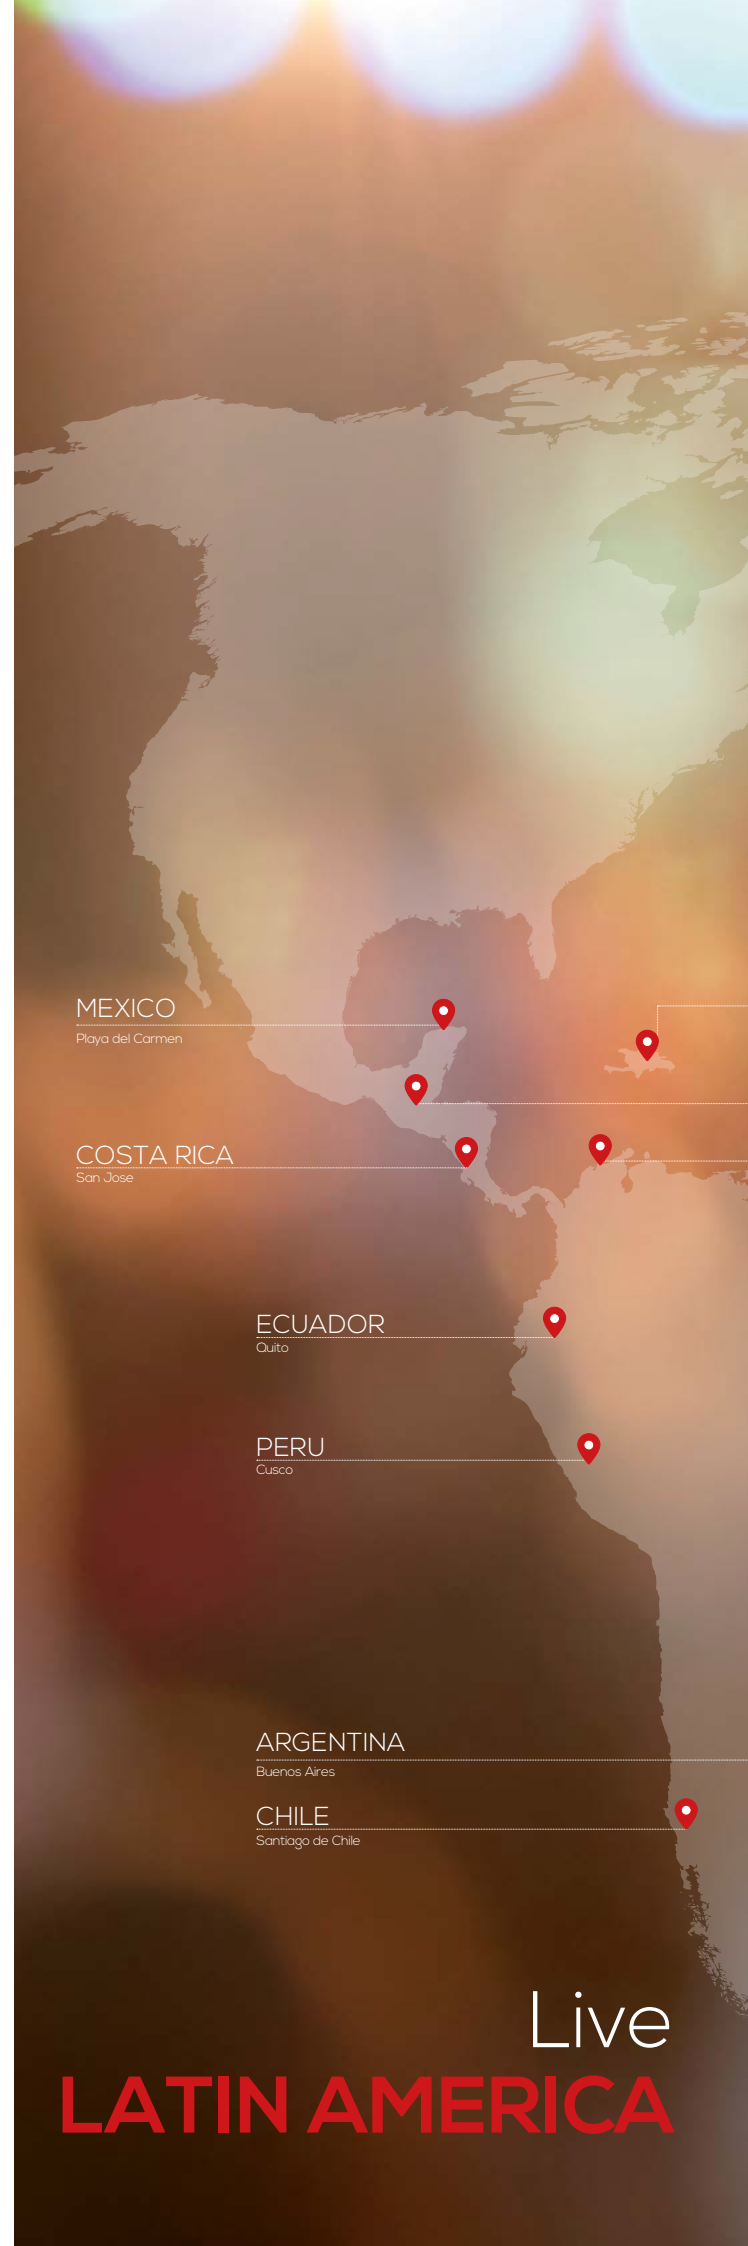 MEXICO
Playa del Carmen
COSTA RICA
San Jose
ECUADOR
Quito
PERU
Cusco
ARGENTINA
Buenos Aires
CHILE
Santiago de Chile
Live
LATIN AMERICA